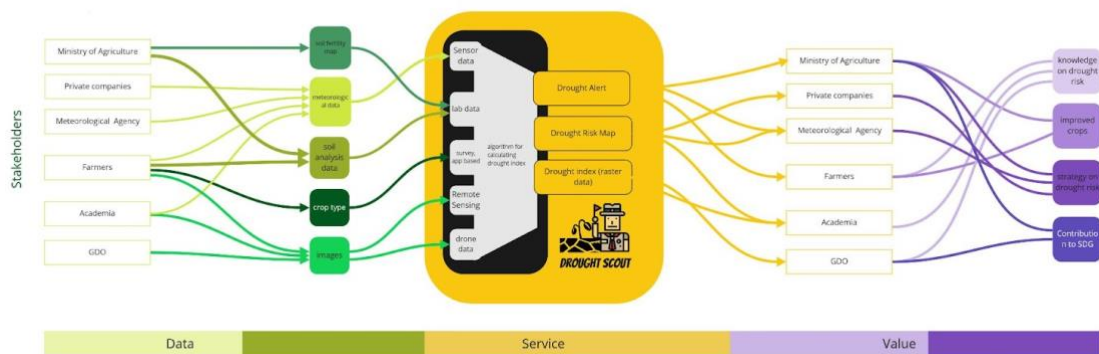 Stakeholders
Ministry of Agriculture
Private companies
Meteorological Agency
Farmers
Academia
GDO
soil fertility
map
meteorologic
al data
soil
analysis
data
crop type
images
Sensor
data
lab data
survey,
app based
Remote
Sensing
drone
data
algorithm for
calculating
drought index
Drought Alert
Drought Risk Map
Drought index (raster
data)
DROUGHT SCOUT
Ministry of Agriculture
Private companies
Meteorological Agency
Farmers
Academia
GDO
knowledge
on drought
risk
improved
crops
strategy on
drought risk
Contributio
n to SDG
Data
Service
Value